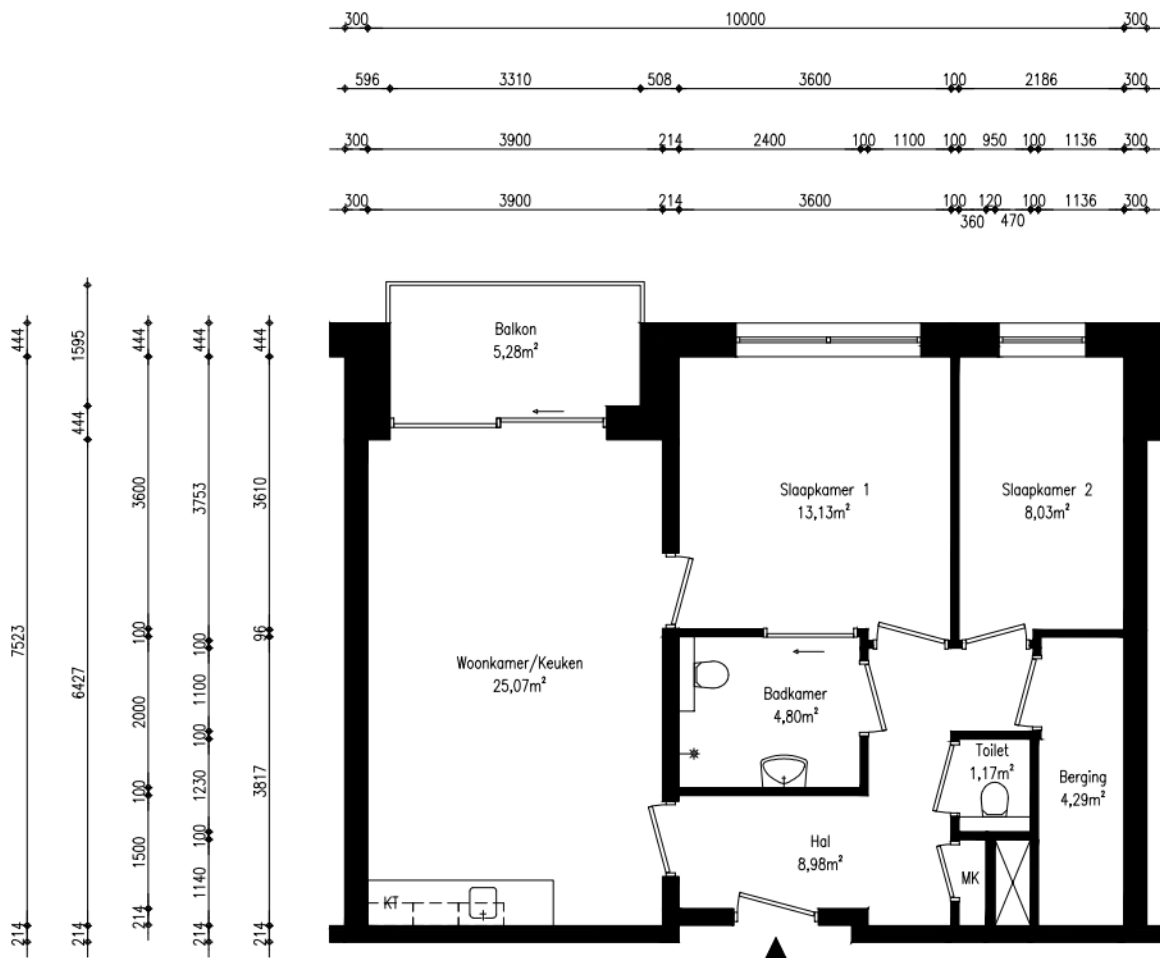 300 10000 300
596 3310 508 3600 100 2186 300
300 3900 214 2400 100 1100 100 950 100 1136 300
300 3900 214 3600 100 120 100 1136 300
360 470
444 7523 214
1595 444 6427 214
444 3600 100 2000 100 1500 214
444 3753 100 1100 100 1230 100 1140 214
444 3610 96 3817 214
Balkon
5,28m²
Slaapkamer 1
13,13m²
Slaapkamer 2
8,03m²
Woonkamer/Keuken
25,07m²
Badkamer
4,80m²
Toilet
1,17m²
Berging
4,29m²
Hal
8,98m²
MK
KT